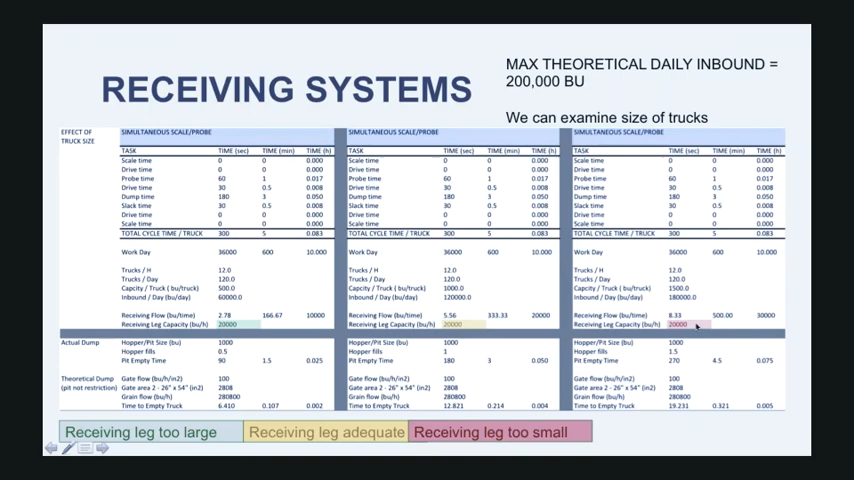 RECEIVING SYSTEMS
MAX THEORETICAL DAILY INBOUND =
200,000 BU
We can examine size of trucks
EFFECT OF
TRUCK SIZE
SIMULTANEOUS SCALE/PROBE SIMULTANEOUS SCALE/PROBE SIMULTANEOUS SCALE/PROBE
TASK TIME (sec) TIME (min) TIME (h) TASK TIME (sec) TIME (min) TIME (h) TASK TIME (sec) TIME (min) TIME (h)
Scale time 0 0 0.000 Scale time 0 0 0.000 Scale time 0 0 0.000
Drive time 0 0 0.000 Drive time 0 0 0.000 Drive time 0 0 0.000
Probe time 60 1 0.017 Probe time 60 1 0.017 Probe time 60 1 0.017
Drive time 30 0.5 0.008 Drive time 30 0.5 0.008 Drive time 30 0.5 0.008
Dump time 180 3 0.050 Dump time 180 3 0.050 Dump time 180 3 0.050
Slack time 30 0.5 0.008 Slack time 30 0.5 0.008 Slack time 30 0.5 0.008
Drive time 0 0 0.000 Drive time 0 0 0.000 Drive time 0 0 0.000
Scale time 0 0 0.000 Scale time 0 0 0.000 Scale time 0 0 0.000
TOTAL CYCLE TIME / TRUCK 300 5 0.083 TOTAL CYCLE TIME / TRUCK 300 5 0.083 TOTAL CYCLE TIME / TRUCK 300 5 0.083
Work Day 36000 600 10.000 Work Day 36000 600 10.000 Work Day 36000 600 10.000
Trucks / H 12.0 Trucks / H 12.0 Trucks / H 12.0
Trucks / Day 120.0 Trucks / Day 120.0 Trucks / Day 120.0
Capcity / Truck ( bu/truck) 500.0 Capcity / Truck ( bu/truck) 1000.0 Capcity / Truck ( bu/truck) 1500.0
Inbound / Day (bu/day) 60000.0 Inbound / Day (bu/day) 120000.0 Inbound / Day (bu/day) 180000.0
Receiving Flow (bu/time) 2.78 166.67 10000 Receiving Flow (bu/time) 5.56 333.33 20000 Receiving Flow (bu/time) 8.33 500.00 30000
Receiving Leg Capacity (bu/h) 20000 Receiving Leg Capacity (bu/h) 20000 Receiving Leg Capacity (bu/h) 20000
Actual Dump Hopper/Pit Size (bu) 1000 Hopper/Pit Size (bu) 1000 Hopper/Pit Size (bu) 1000
Hopper fills 0.5 Hopper fills 1 Hopper fills 1.5
Pit Empty Time 90 1.5 0.025 Pit Empty Time 180 3 0.050 Pit Empty Time 270 4.5 0.075
Theoretical Dump Gate flow (bu/h/in2) 100 Gate flow (bu/h/in2) 100 Gate flow (bu/h/in2) 100
(pit not restriction) Gate area 2 - 26" x 54" (in2) 2808 Gate area 2 - 26" x 54" (in2) 2808 Gate area 2 - 26" x 54" (in2) 2808
Grain flow (bu/h) 280800 Grain flow (bu/h) 280800 Grain flow (bu/h) 280800
Time to Empty Truck 6.410 0.107 0.002 Time to Empty Truck 12.821 0.214 0.004 Time to Empty Truck 19.231 0.321 0.005
Receiving leg too large Receiving leg adequate Receiving leg too small